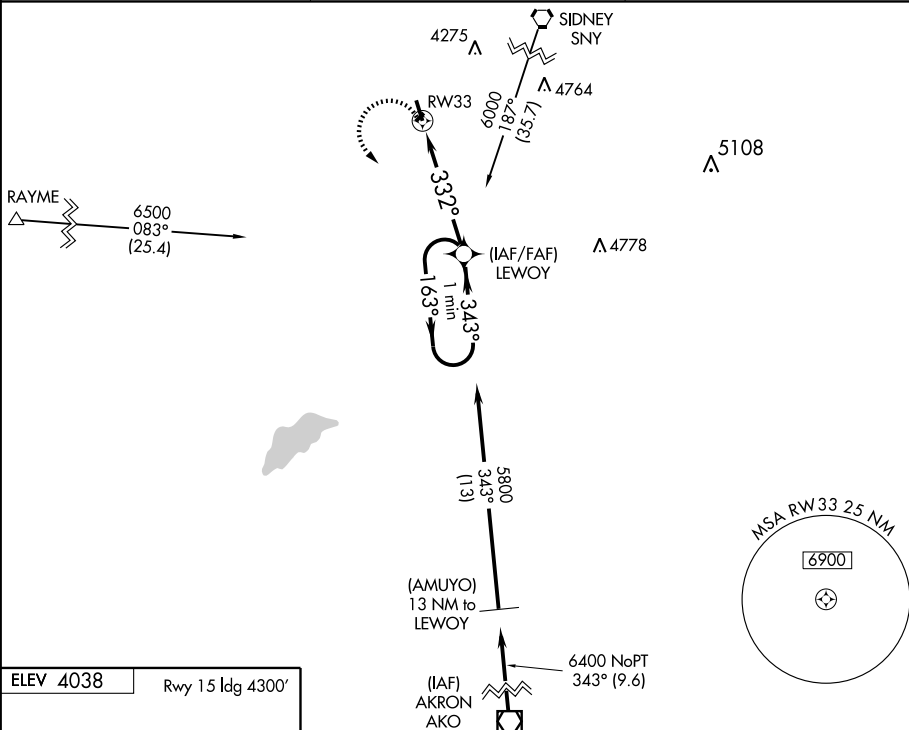 SIDNEY
SNY
4275
4764
6000
187°
(35.7)
RW33
5108
332°
RAYME
6500
083°
(25.4)
(IAF/FAF)
LEWOY
4778
163°
1 min
343°
5800
343°
(13)
MSA RW33 25 NM
6900
(AMUYO)
13 NM to
LEWOY
6400 NoPT
343° (9.6)
(IAF)
AKRON
AKO
ELEV 4038
Rwy 15 ldg 4300'